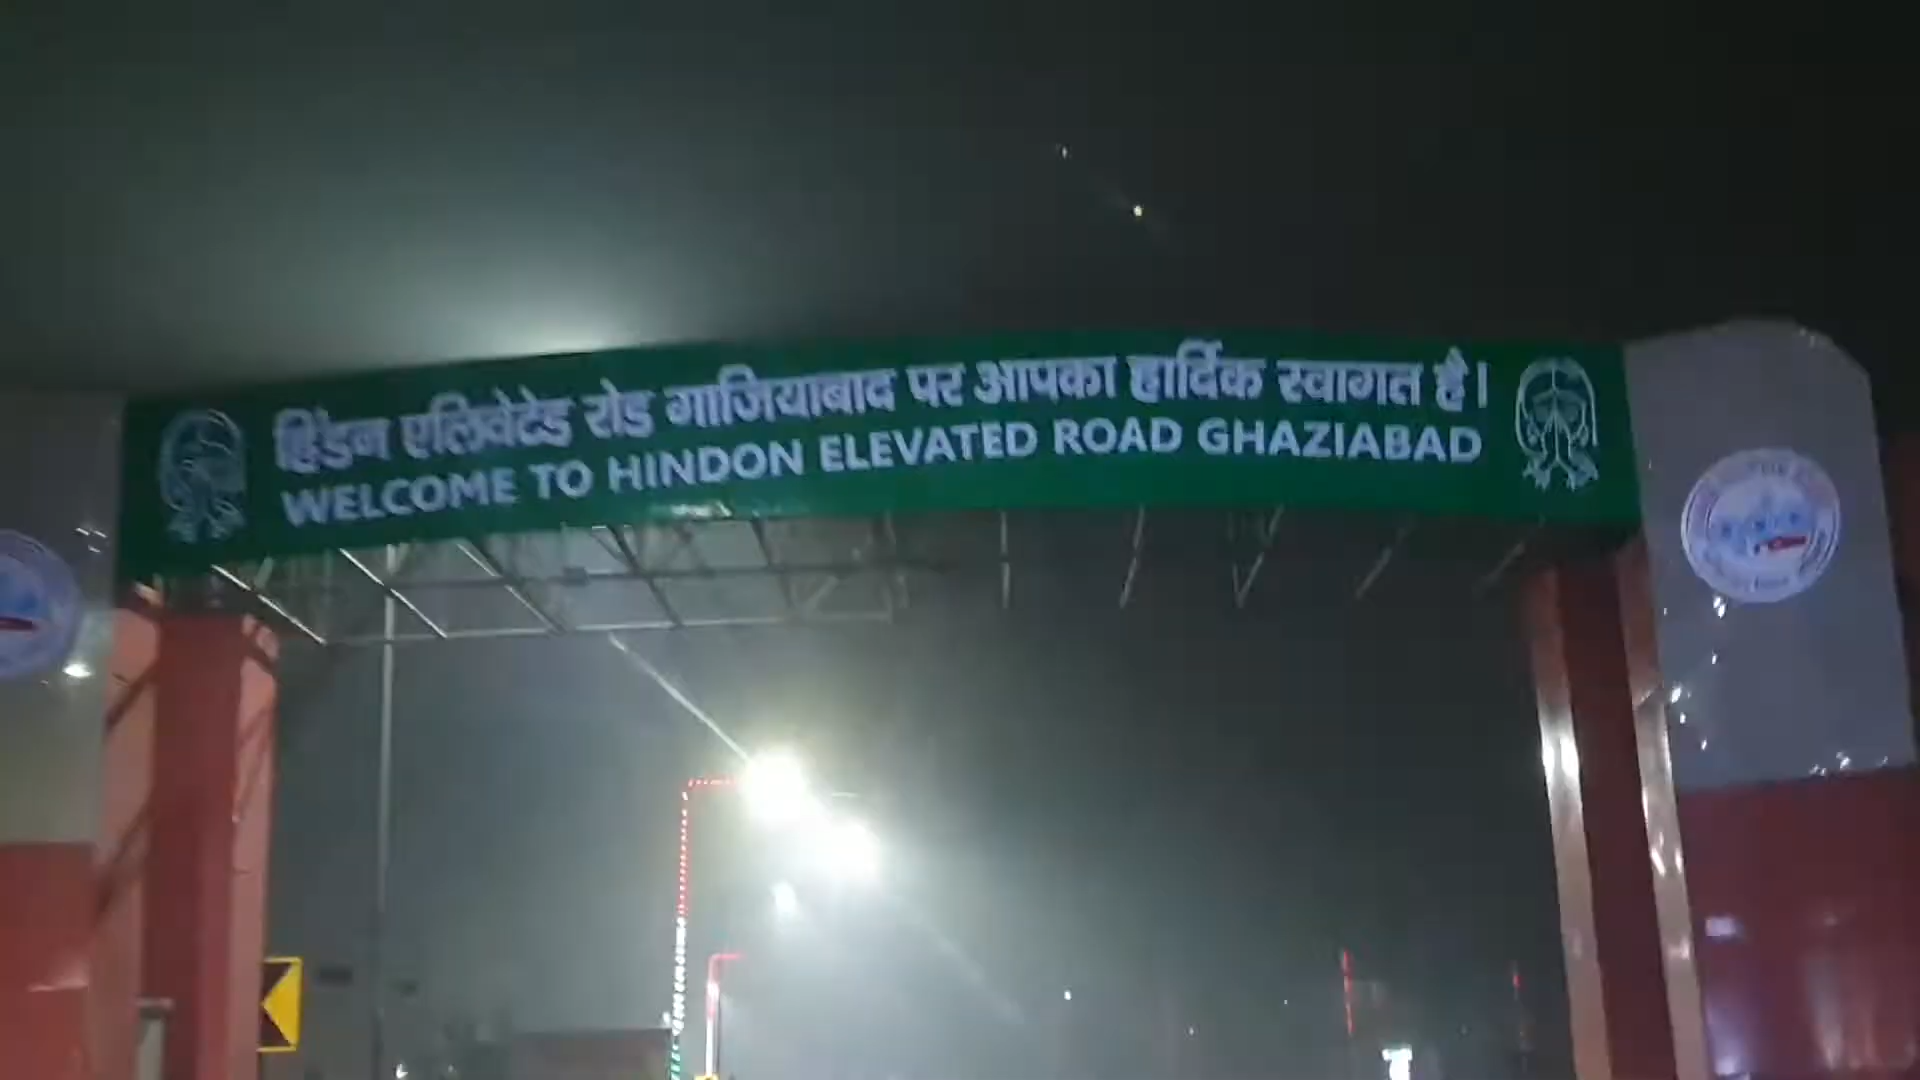 हिंडन एलिवेटेड रोड गाजियाबाद पर आपका हार्दिक स्वागत है।
WELCOME TO HINDON ELEVATED ROAD GHAZIABAD